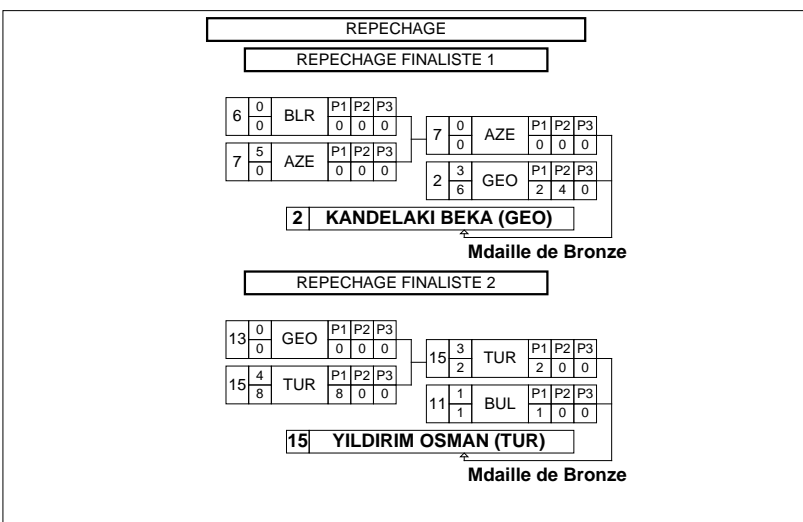 REPECHAGE
REPECHAGE FINALISTE 1
6 0 BLR P1 P2 P3
0 0 0 0
7 5 AZE P1 P2 P3
0 0 0 0
7 0 AZE P1 P2 P3
0 0 0 0
2 3 GEO P1 P2 P3
6 2 4 0
2 KANDELAKI BEKA (GEO)
Mdaille de Bronze
REPECHAGE FINALISTE 2
13 0 GEO P1 P2 P3
0 0 0 0
15 4 TUR P1 P2 P3
8 8 0 0
15 3 TUR P1 P2 P3
2 2 0 0
11 1 BUL P1 P2 P3
1 1 0 0
15 YILDIRIM OSMAN (TUR)
Mdaille de Bronze